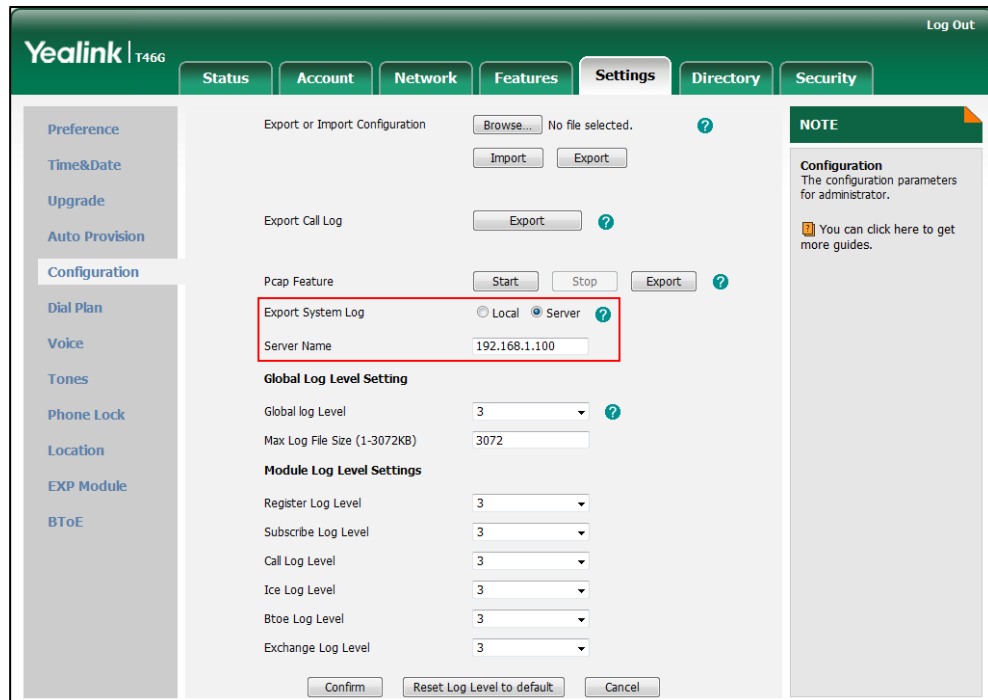 Log Out
Yealink T46G
Status Account Network Features Settings Directory Security
Preference
Time&Date
Upgrade
Auto Provision
Configuration
Dial Plan
Voice
Tones
Phone Lock
Location
EXP Module
BToE
Export or Import Configuration Browse... No file selected. ?
Import Export
Export Call Log Export ?
Pcap Feature Start Stop Export ?
Export System Log Local Server ?
Server Name 192.168.1.100
Global Log Level Setting
Global log Level 3 ?
Max Log File Size (1-3072KB) 3072
Module Log Level Settings
Register Log Level 3
Subscribe Log Level 3
Call Log Level 3
Ice Log Level 3
Btoe Log Level 3
Exchange Log Level 3
Confirm Reset Log Level to default Cancel
NOTE
Configuration
The configuration parameters
for administrator.
? You can click here to get
more guides.